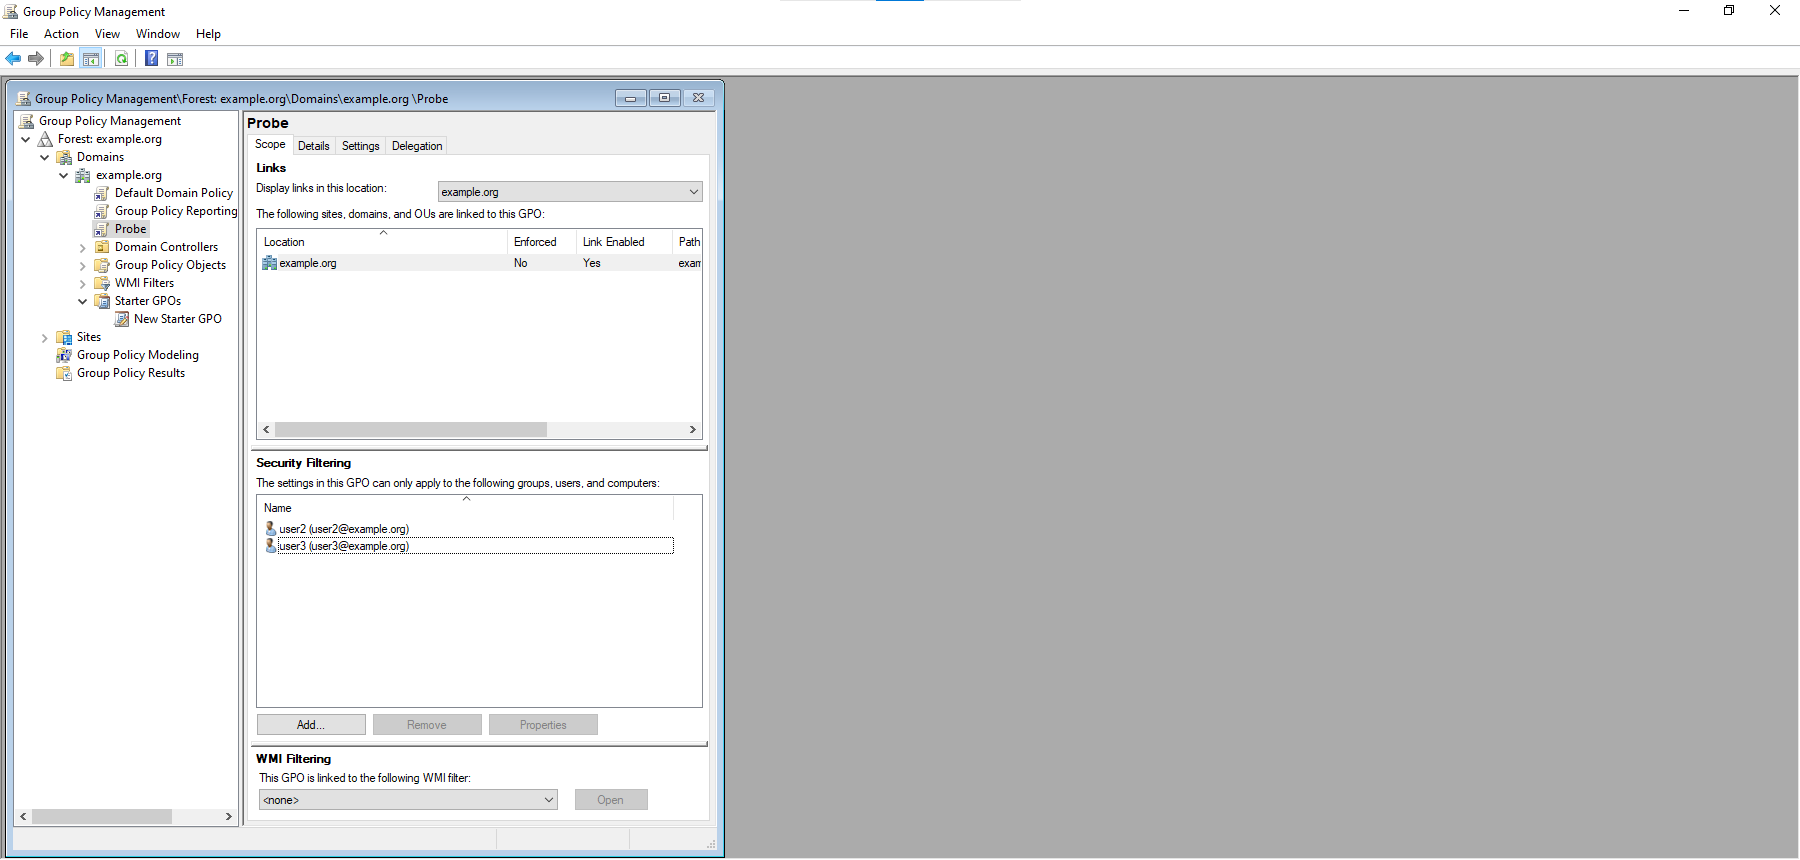 Group Policy Management
File Action View Window Help
Group Policy Management\Forest: example.org\Domains\example.org \Probe
Group Policy Management
Forest: example.org
Domains
example.org
Default Domain Policy
Group Policy Reporting
Probe
Domain Controllers
Group Policy Objects
WMI Filters
Starter GPOs
New Starter GPO
Sites
Group Policy Modeling
Group Policy Results
Probe
Scope Details Settings Delegation
Links
Display links in this location: example.org
The following sites, domains, and OUs are linked to this GPO:
Location Enforced Link Enabled Path
example.org No Yes exam
Security Filtering
The settings in this GPO can only apply to the following groups, users, and computers:
Name
user2 (user2@example.org)
user3 (user3@example.org)
Add... Remove Properties
WMI Filtering
This GPO is linked to the following WMI filter:
<none> Open